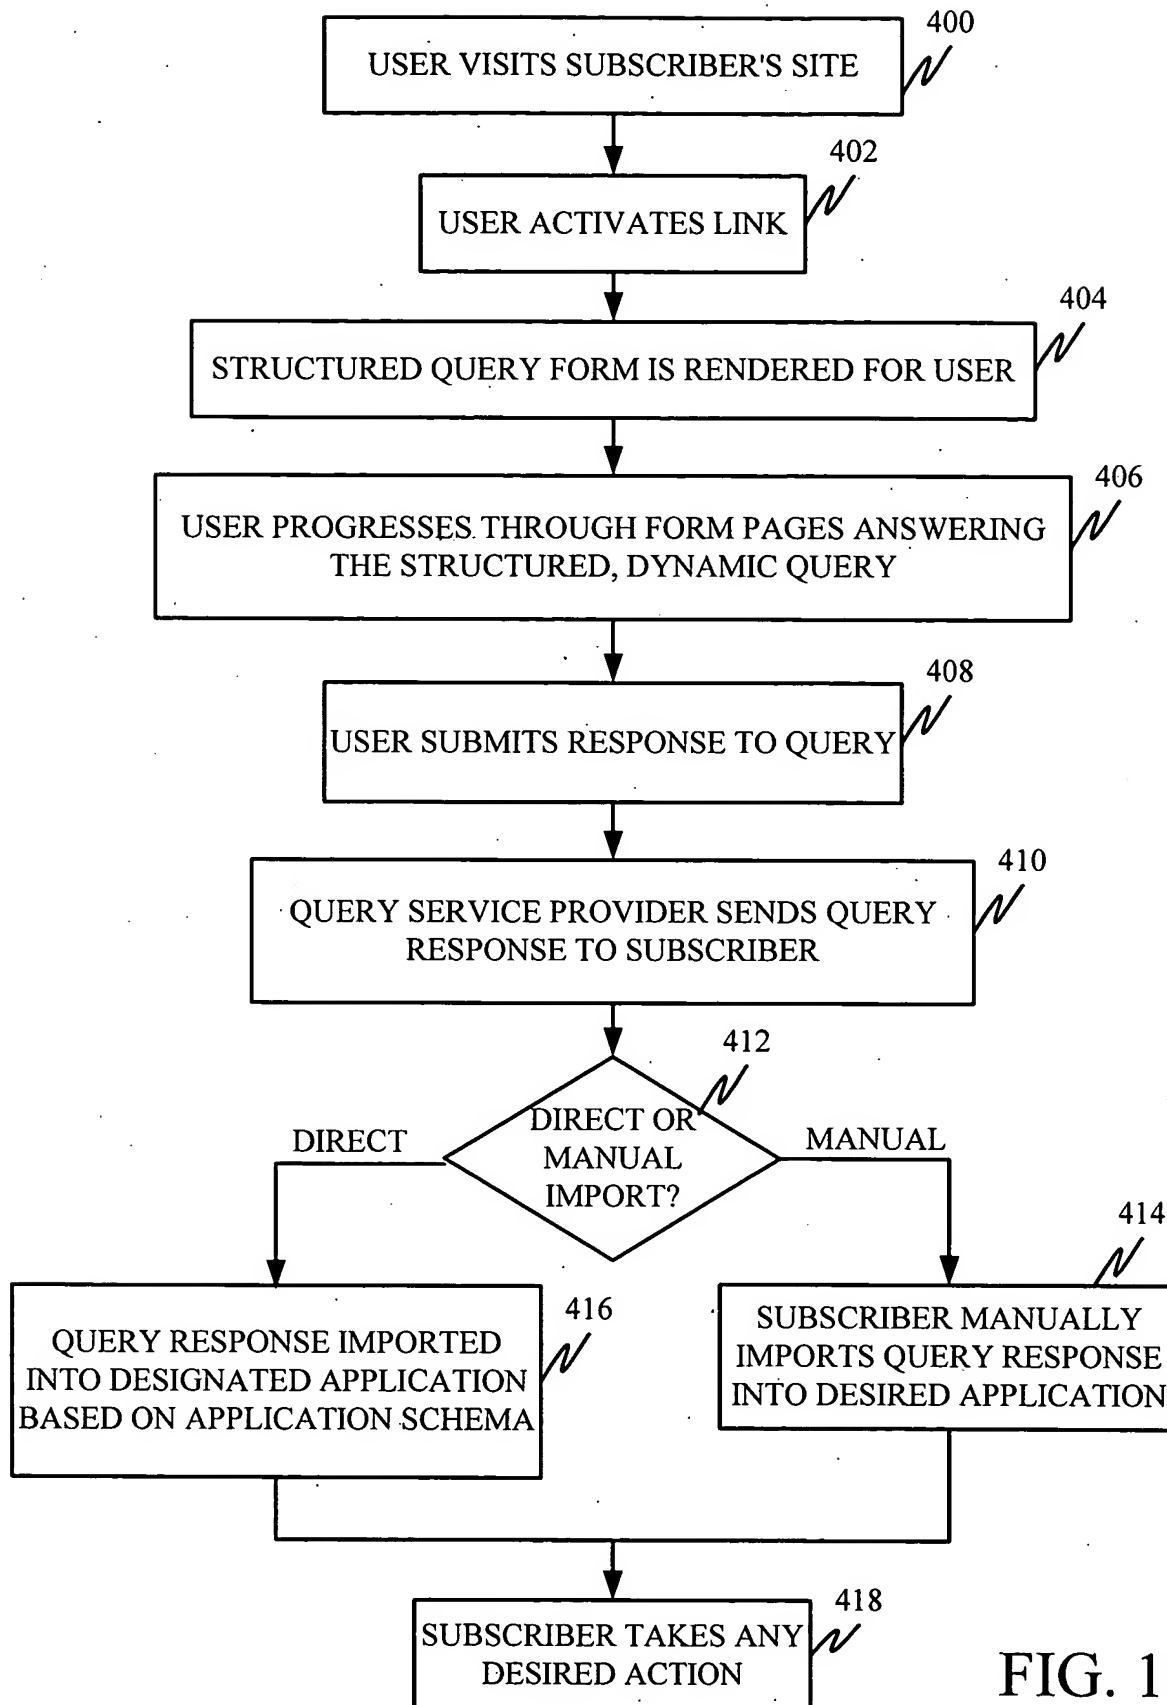 400
USER VISITS SUBSCRIBER'S SITE
402
USER ACTIVATES LINK
404
STRUCTURED QUERY FORM IS RENDERED FOR USER
406
USER PROGRESSES THROUGH FORM PAGES ANSWERING
THE STRUCTURED, DYNAMIC QUERY
408
USER SUBMITS RESPONSE TO QUERY
410
QUERY SERVICE PROVIDER SENDS QUERY
RESPONSE TO SUBSCRIBER
412
DIRECT OR
MANUAL
IMPORT?
DIRECT
MANUAL
416
QUERY RESPONSE IMPORTED
INTO DESIGNATED APPLICATION
BASED ON APPLICATION SCHEMA
414
SUBSCRIBER MANUALLY
IMPORTS QUERY RESPONSE
INTO DESIRED APPLICATION
418
SUBSCRIBER TAKES ANY
DESIRED ACTION
FIG. 1